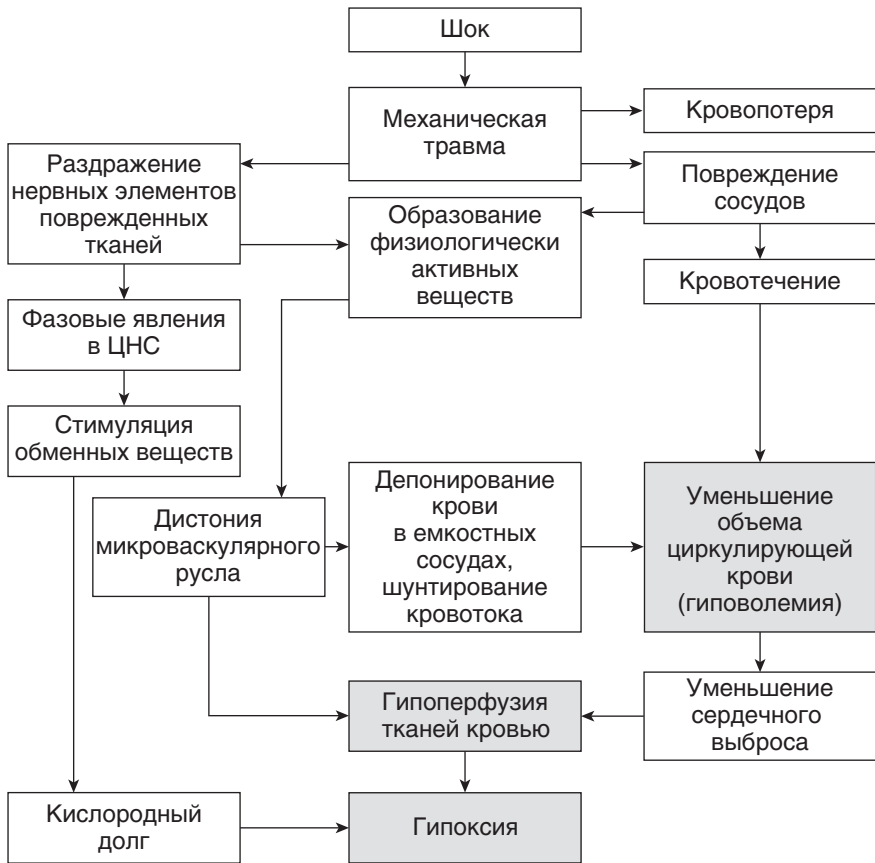 Шок
Механическая
травма
Кровопотеря
Раздражение
нервных элементов
поврежденных
тканей
Повреждение
сосудов
Образование
физиологически
активных
веществ
Кровотечение
Фазовые явления
в ЦНС
Стимуляция
обменных веществ
Дистония
микроваскулярного
русла
Депонирование
крови
в емкостных
сосудах,
шунтирование
кровотока
Уменьшение
объема
циркулирующей
крови
(гиповолемия)
Гипоперфузия
тканей кровью
Уменьшение
сердечного
выброса
Кислородный
долг
Гипоксия